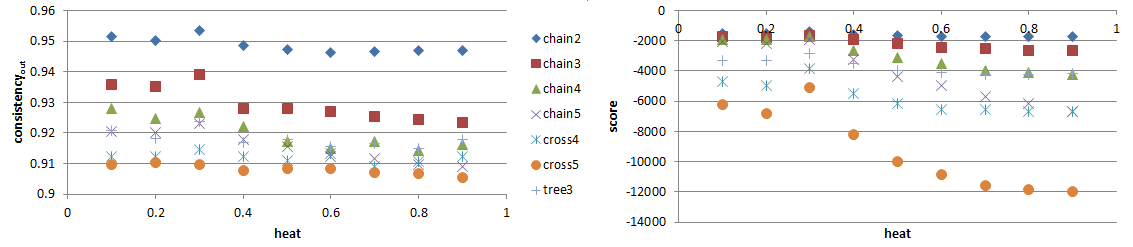 0.96
0.95
0.94
0.93
0.92
0.91
0.9
consistency_out
0 0.2 0.4 0.6 0.8 1
heat
chain2
chain3
chain4
chain5
cross4
cross5
tree3
0
-2000
-4000
-6000
-8000
-10000
-12000
-14000
score
0 0.2 0.4 0.6 0.8 1
heat